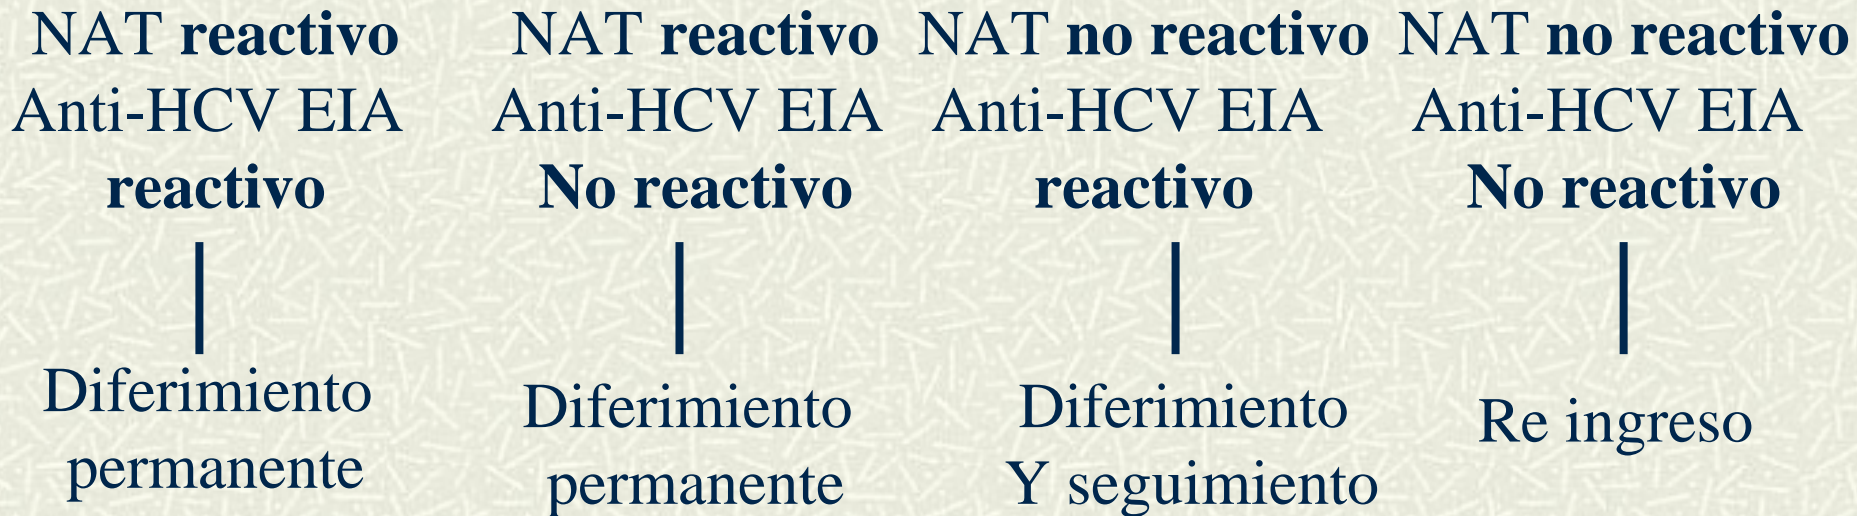 NAT reactivo
Anti-HCV EIA
reactivo
Diferimiento
permanente
NAT reactivo
Anti-HCV EIA
No reactivo
Diferimiento
permanente
NAT no reactivo
Anti-HCV EIA
reactivo
Diferimiento
Y seguimiento
NAT no reactivo
Anti-HCV EIA
No reactivo
Re ingreso